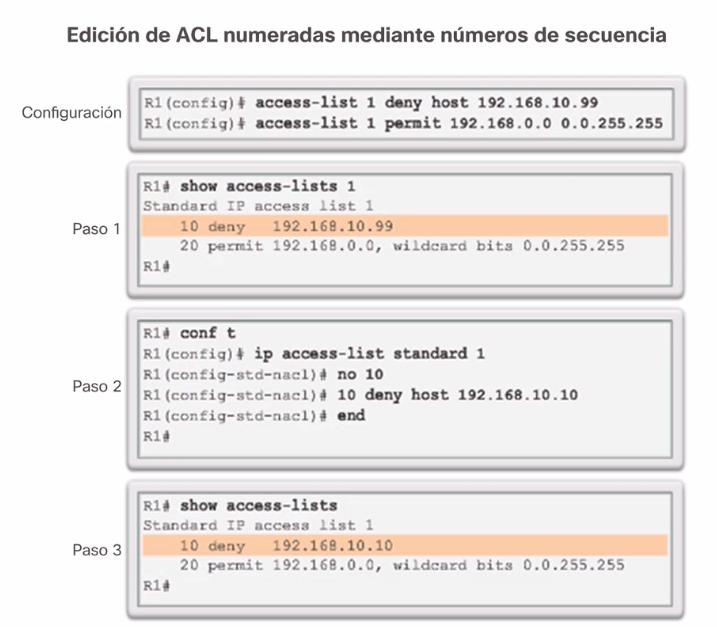 Edición de ACL numeradas mediante números de secuencia
Configuración
R1(config)# access-list 1 deny host 192.168.10.99
R1(config)# access-list 1 permit 192.168.0.0 0.0.255.255
Paso 1
R1# show access-lists 1
Standard IP access list 1
10 deny 192.168.10.99
20 permit 192.168.0.0, wildcard bits 0.0.255.255
R1#
Paso 2
R1# conf t
R1(config)# ip access-list standard 1
R1(config-std-nacl)# no 10
R1(config-std-nacl)# 10 deny host 192.168.10.10
R1(config-std-nacl)# end
R1#
Paso 3
R1# show access-lists
Standard IP access list 1
10 deny 192.168.10.10
20 permit 192.168.0.0, wildcard bits 0.0.255.255
R1#